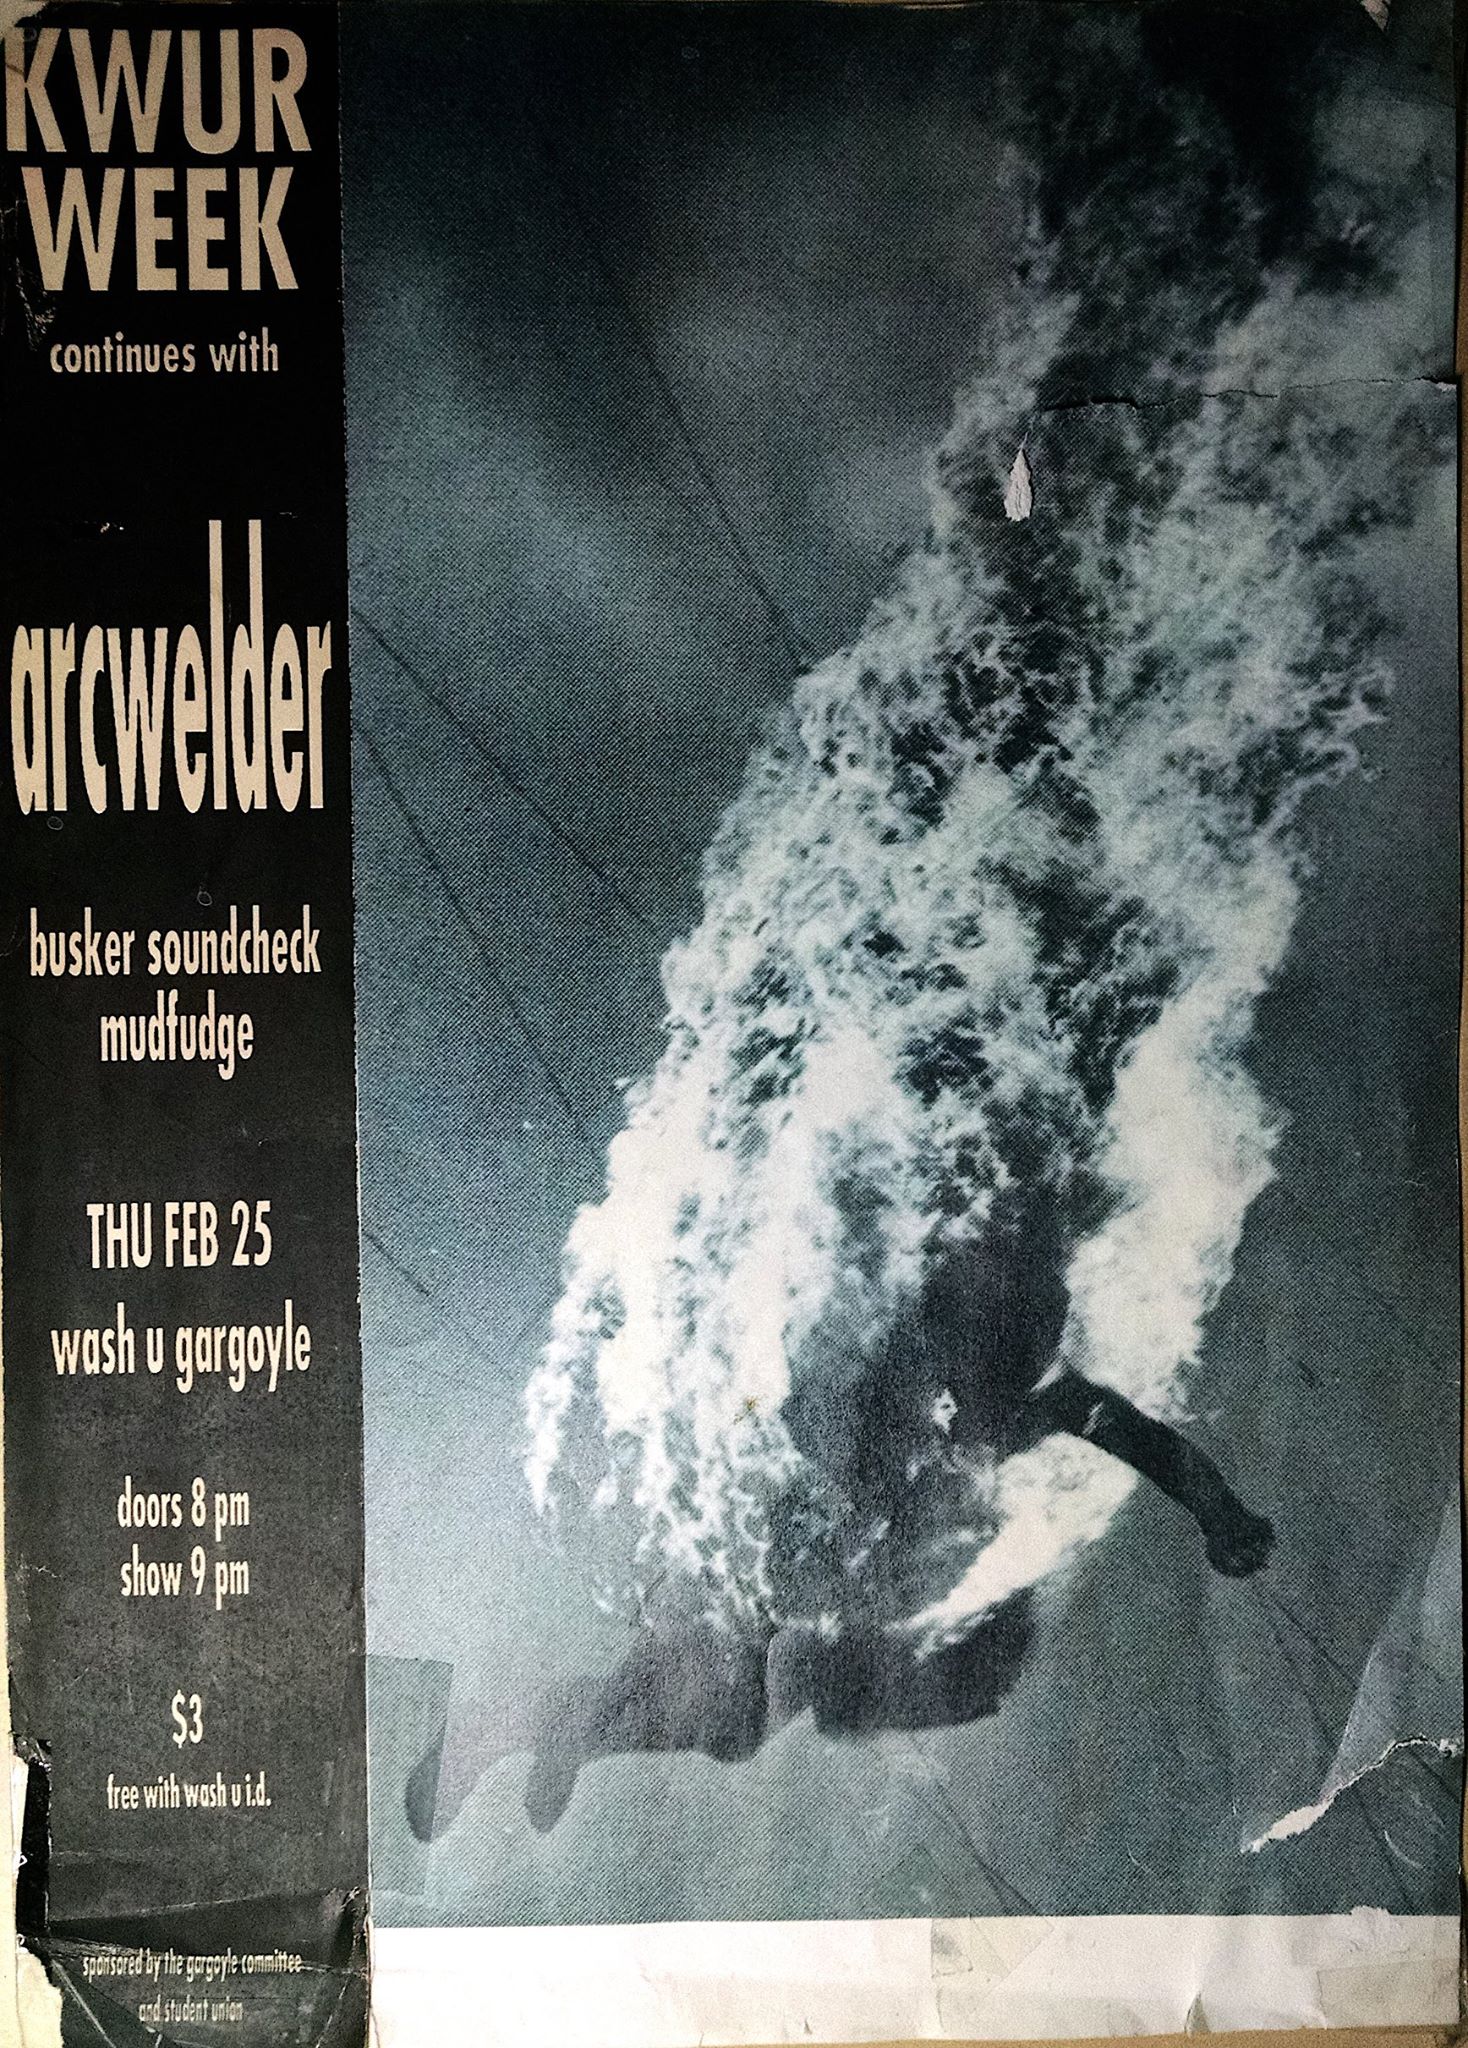 KWUR
WEEK
continues with
arcwelder
busker soundcheck
mudfudge
THU FEB 25
wash u gargoyle
doors 8 pm
show 9 pm
$3
free with wash u i.d.
sponsored by the gargoyle committee
and student union